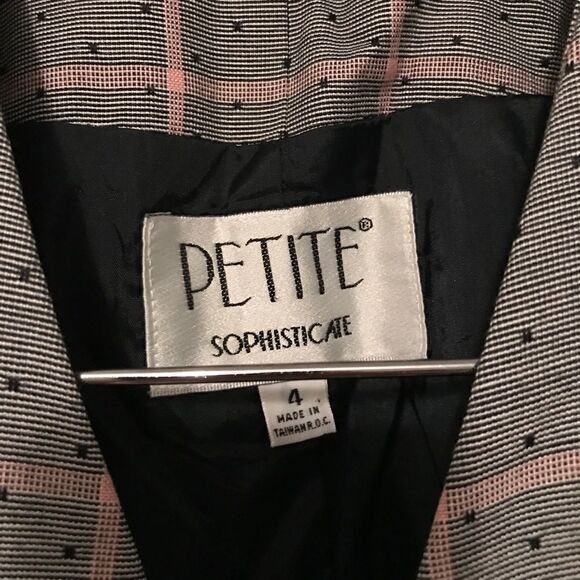 PETITE®
SOPHISTICATE
4
MADE IN
TAIWAN R.O.C.